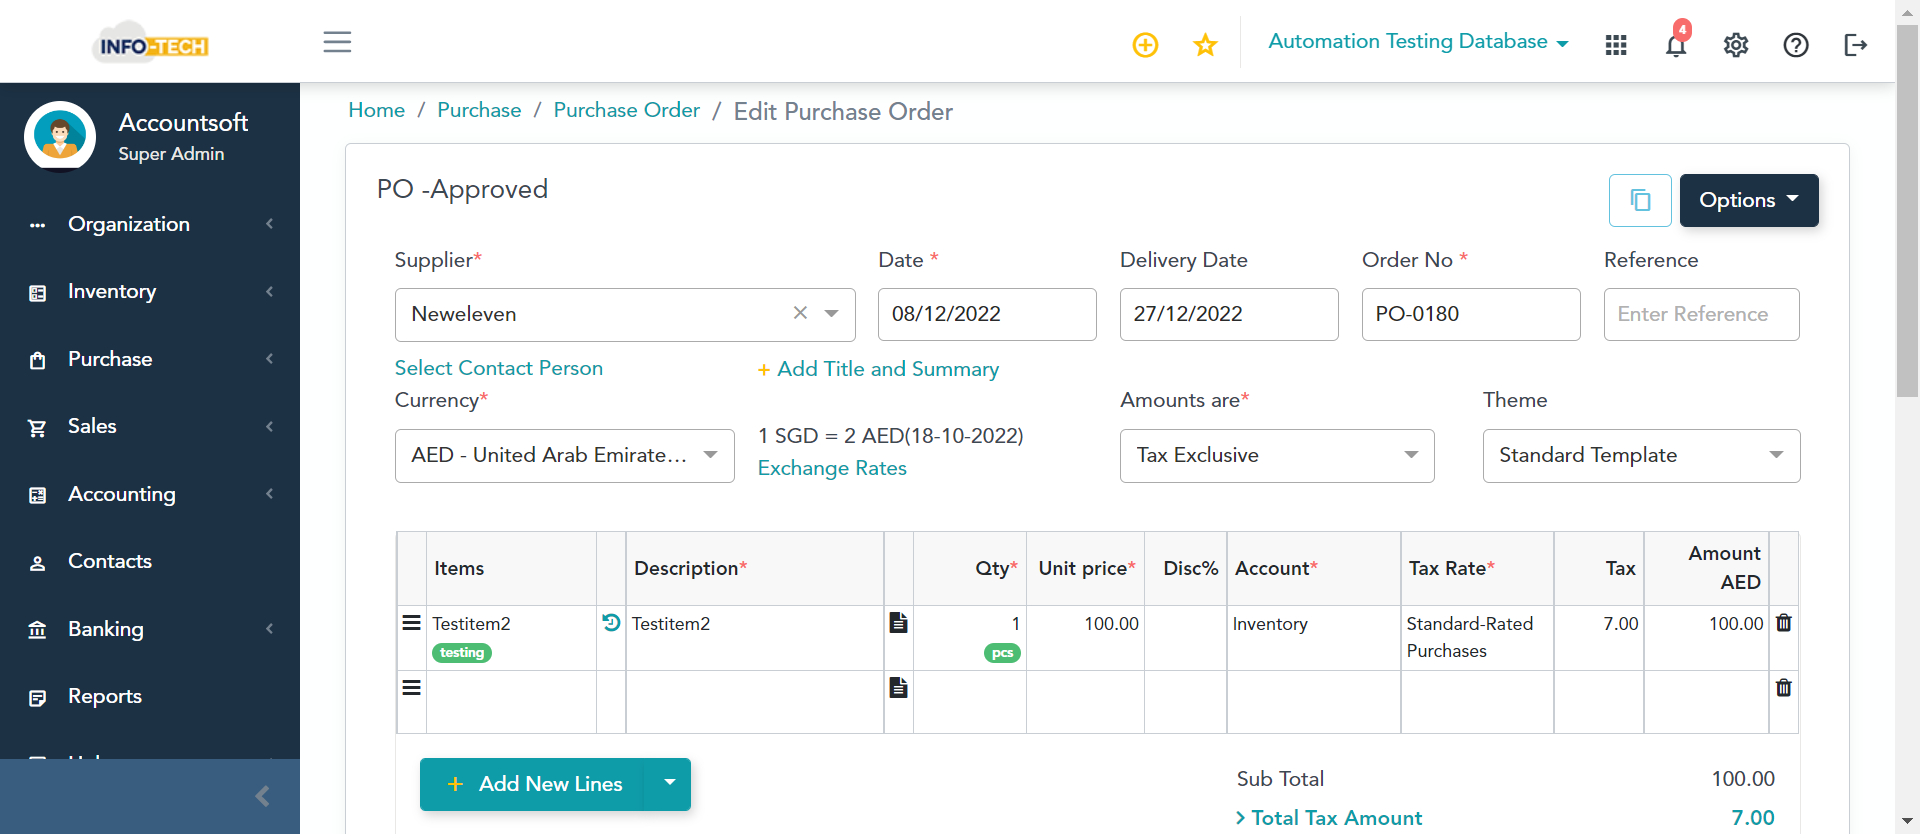 INFO-TECH
Automation Testing Database
4
Accountsoft
Super Admin
Organization
Inventory
Purchase
Sales
Accounting
Contacts
Banking
Reports
Home / Purchase / Purchase Order / Edit Purchase Order
PO -Approved
Options
Supplier* Date * Delivery Date Order No * Reference
Neweleven 08/12/2022 27/12/2022 PO-0180 Enter Reference
Select Contact Person + Add Title and Summary
Currency* Amounts are* Theme
1 SGD = 2 AED(18-10-2022)
AED - United Arab Emirate... Tax Exclusive Standard Template
Exchange Rates
Items Description* Qty* Unit price* Disc% Account* Tax Rate* Tax Amount
AED
Testitem2 Testitem2 1 100.00 Inventory Standard-Rated 7.00 100.00
testing pcs Purchases
+ Add New Lines
Sub Total 100.00
> Total Tax Amount 7.00